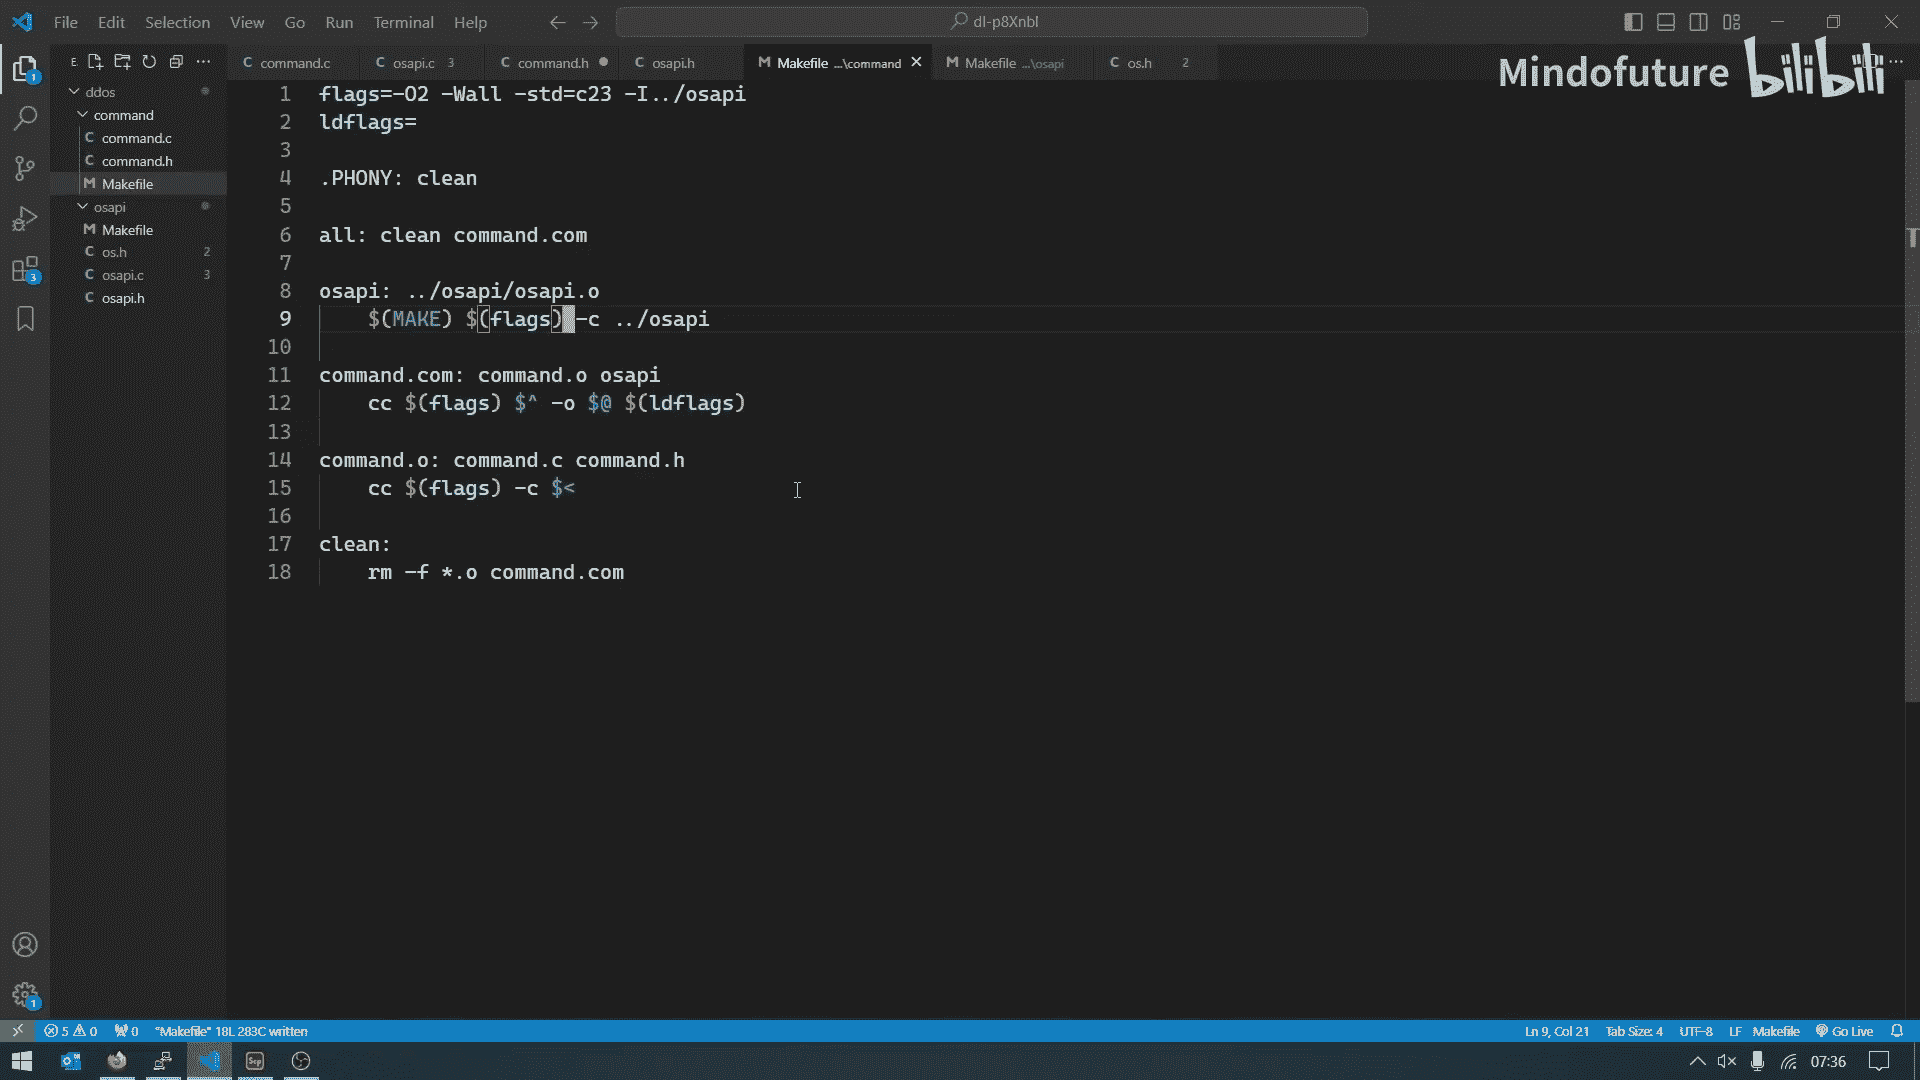 File Edit Selection View Go Run Terminal Help
dl-p8Xnbl
E
command.c
osapi.c 3
command.h
osapi.h
Makefile ...\command
Makefile ...\osapi
os.h 2
Mindofuture bilibili
ddos
command
command.c
command.h
Makefile
osapi
Makefile
os.h 2
osapi.c 3
osapi.h
1 flags=-O2 -Wall -std=c23 -I../osapi
2 ldflags=
3
4 .PHONY: clean
5
6 all: clean command.com
7
8 osapi: ../osapi/osapi.o
9 $(MAKE) $(flags) -c ../osapi
10
11 command.com: command.o osapi
12 cc $(flags) $^ -o $@ $(ldflags)
13
14 command.o: command.c command.h
15 cc $(flags) -c $<
16
17 clean:
18 rm -f *.o command.com
1
3
1
5 0 0 "Makefile" 18L 283C written
Ln 9, Col 21 Tab Size: 4 UTF-8 LF Makefile Go Live
07:36